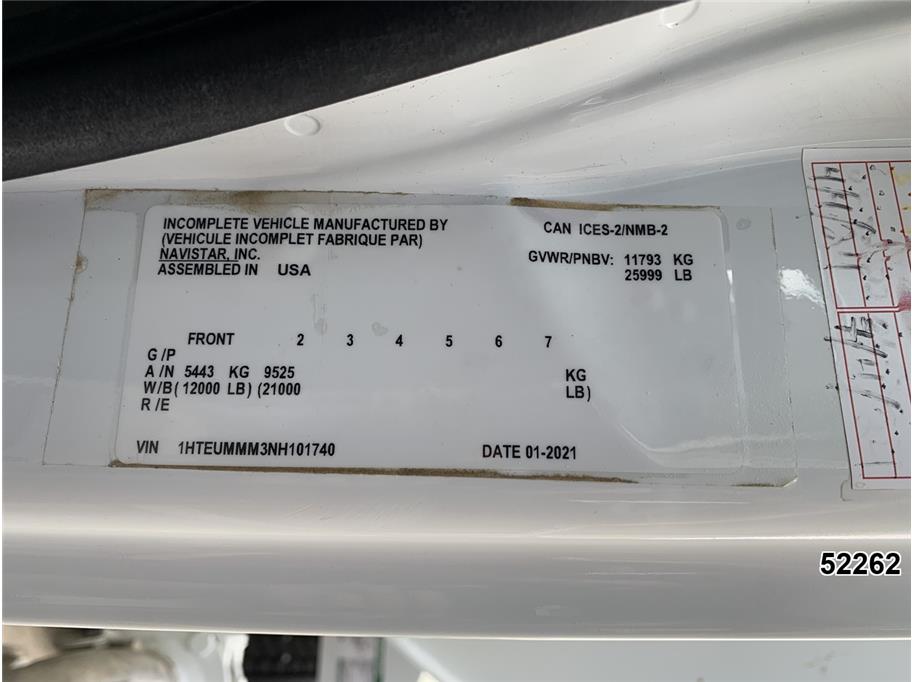 INCOMPLETE VEHICLE MANUFACTURED BY
(VEHICULE INCOMPLET FABRIQUE PAR)
NAVISTAR, INC.
ASSEMBLED IN USA
CAN ICES-2/NMB-2
GVWR/PNBV: 11793 KG
25999 LB
FRONT 2 3 4 5 6 7
G /P
A /N 5443 KG 9525 KG
W/B( 12000 LB) (21000 LB)
R /E
VIN 1HTEUMMM3NH101740 DATE 01-2021
52262